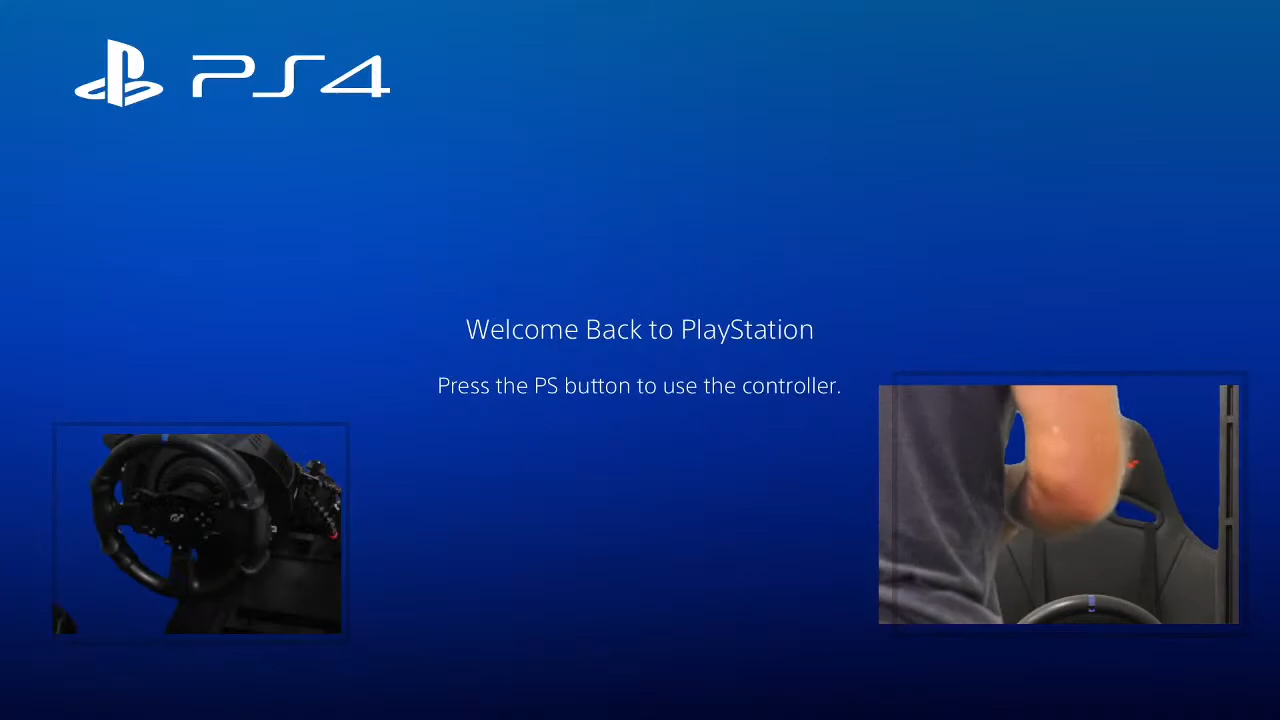 PS4
Welcome Back to PlayStation
Press the PS button to use the controller.